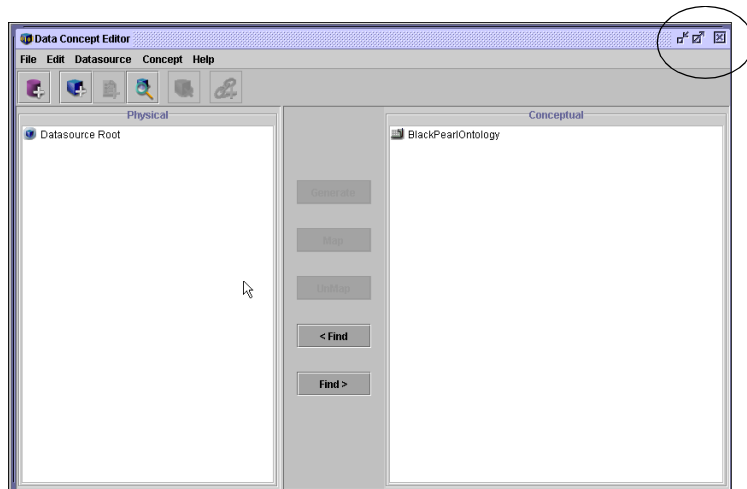 Data Concept Editor
File Edit Datasource Concept Help
Physical
Conceptual
Datasource Root
BlackPearlOntology
Generate
Map
UnMap
< Find
Find >